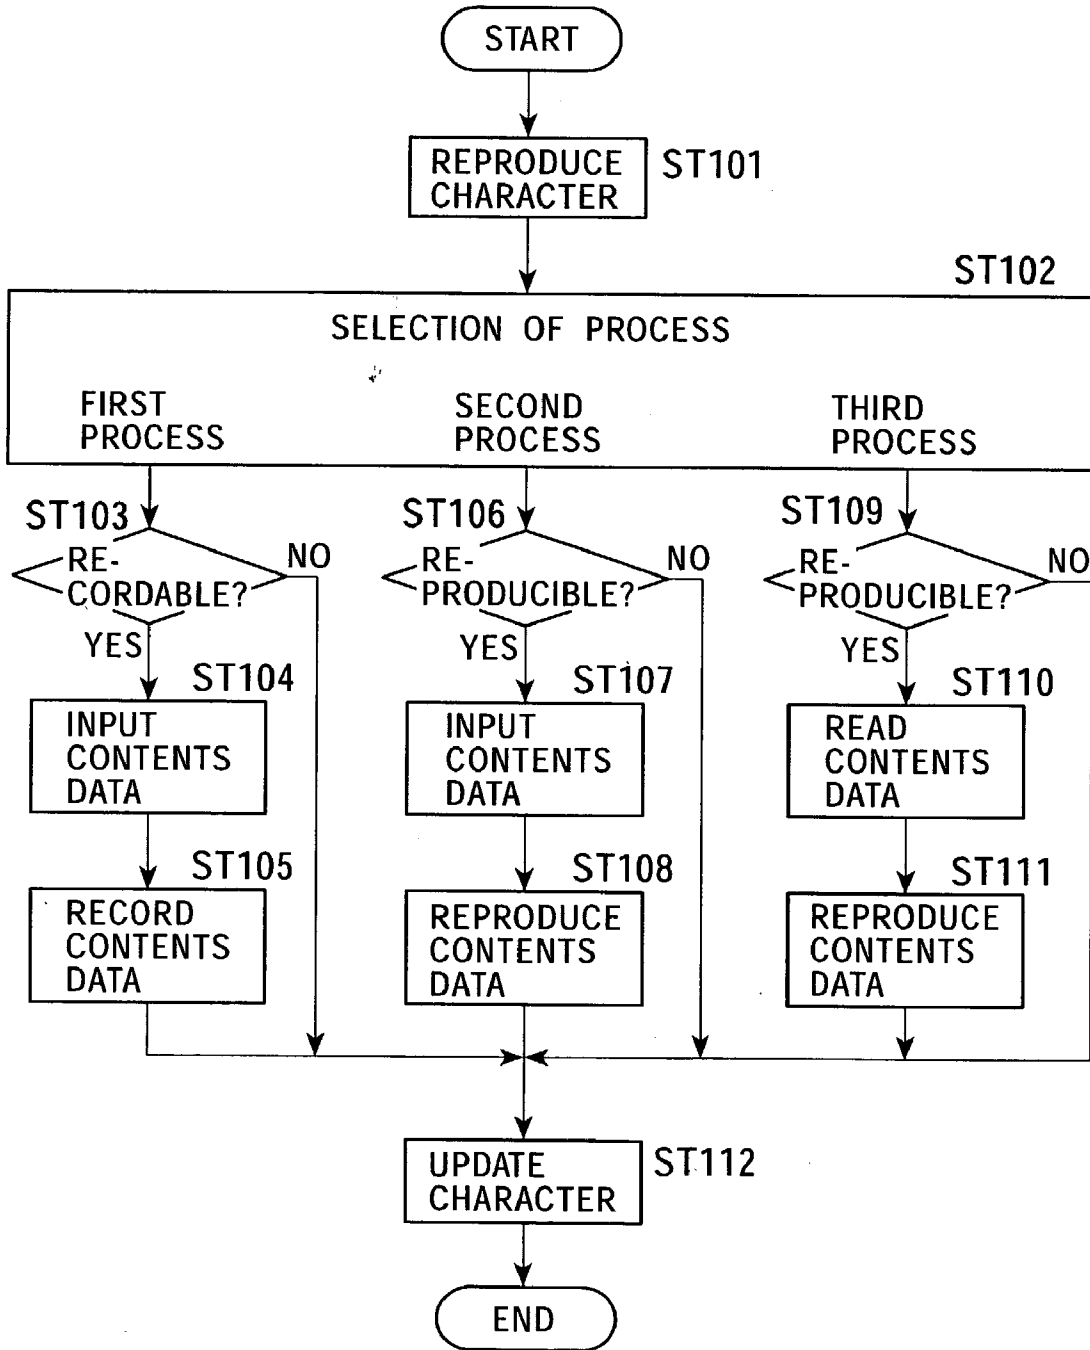 START
REPRODUCE
CHARACTER
ST101
ST102
SELECTION OF PROCESS
FIRST
PROCESS
SECOND
PROCESS
THIRD
PROCESS
ST103
RE-
CORDABLE?
NO
YES
ST104
INPUT
CONTENTS
DATA
ST105
RECORD
CONTENTS
DATA
ST106
RE-
PRODUCIBLE?
NO
YES
ST107
INPUT
CONTENTS
DATA
ST108
REPRODUCE
CONTENTS
DATA
ST109
RE-
PRODUCIBLE?
NO
YES
ST110
READ
CONTENTS
DATA
ST111
REPRODUCE
CONTENTS
DATA
UPDATE
CHARACTER
ST112
END